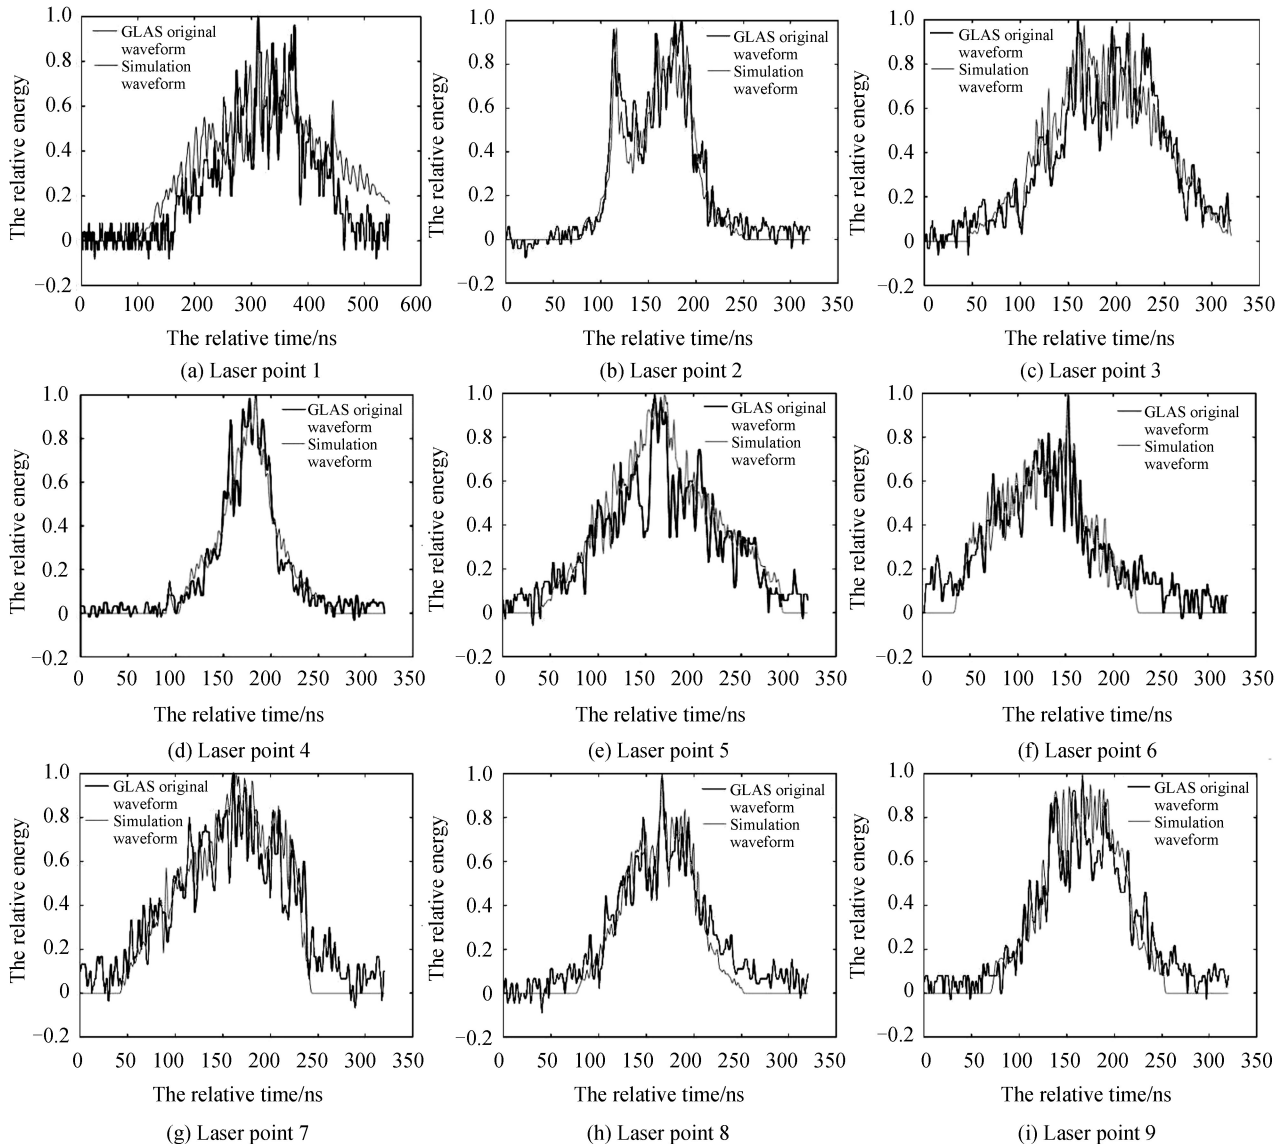 1.0
0.8
0.6
0.4
0.2
0
−0.2
The relative energy
GLAS original
waveform
Simulation
waveform
0 100 200 300 400 500 600
The relative time/ns
(a) Laser point 1
1.0
0.8
0.6
0.4
0.2
0
−0.2
The relative energy
GLAS original
waveform
Simulation
waveform
0 50 100 150 200 250 300 350
The relative time/ns
(b) Laser point 2
1.0
0.8
0.6
0.4
0.2
0
−0.2
The relative energy
GLAS original
waveform
Simulation
waveform
0 50 100 150 200 250 300 350
The relative time/ns
(c) Laser point 3
1.0
0.8
0.6
0.4
0.2
0
−0.2
The relative energy
GLAS original
waveform
Simulation
waveform
0 50 100 150 200 250 300 350
The relative time/ns
(d) Laser point 4
1.0
0.8
0.6
0.4
0.2
0
−0.2
The relative energy
GLAS original
waveform
Simulation
waveform
0 50 100 150 200 250 300 350
The relative time/ns
(e) Laser point 5
1.0
0.8
0.6
0.4
0.2
0
−0.2
The relative energy
GLAS original
waveform
Simulation
waveform
0 50 100 150 200 250 300 350
The relative time/ns
(f) Laser point 6
1.0
0.8
0.6
0.4
0.2
0
−0.2
The relative energy
GLAS original
waveform
Simulation
waveform
0 50 100 150 200 250 300 350
The relative time/ns
(g) Laser point 7
1.0
0.8
0.6
0.4
0.2
0
−0.2
The relative energy
GLAS original
waveform
Simulation
waveform
0 50 100 150 200 250 300 350
The relative time/ns
(h) Laser point 8
1.0
0.8
0.6
0.4
0.2
0
−0.2
The relative energy
GLAS original
waveform
Simulation
waveform
0 50 100 150 200 250 300 350
The relative time/ns
(i) Laser point 9